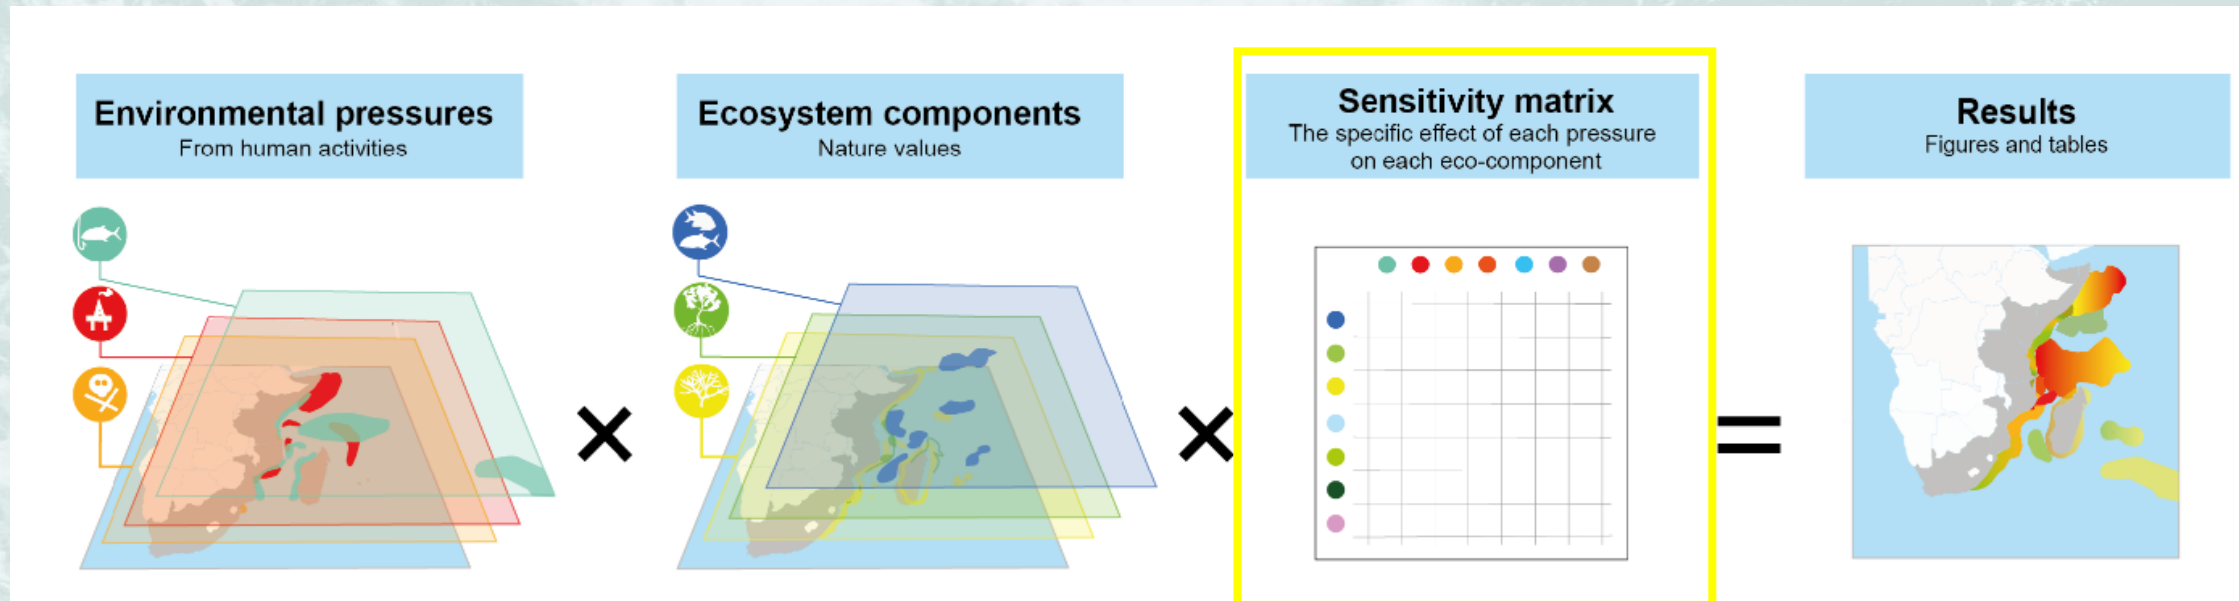 Environmental pressures
From human activities
Ecosystem components
Nature values
Sensitivity matrix
The specific effect of each pressure
on each eco-component
Results
Figures and tables
× × =